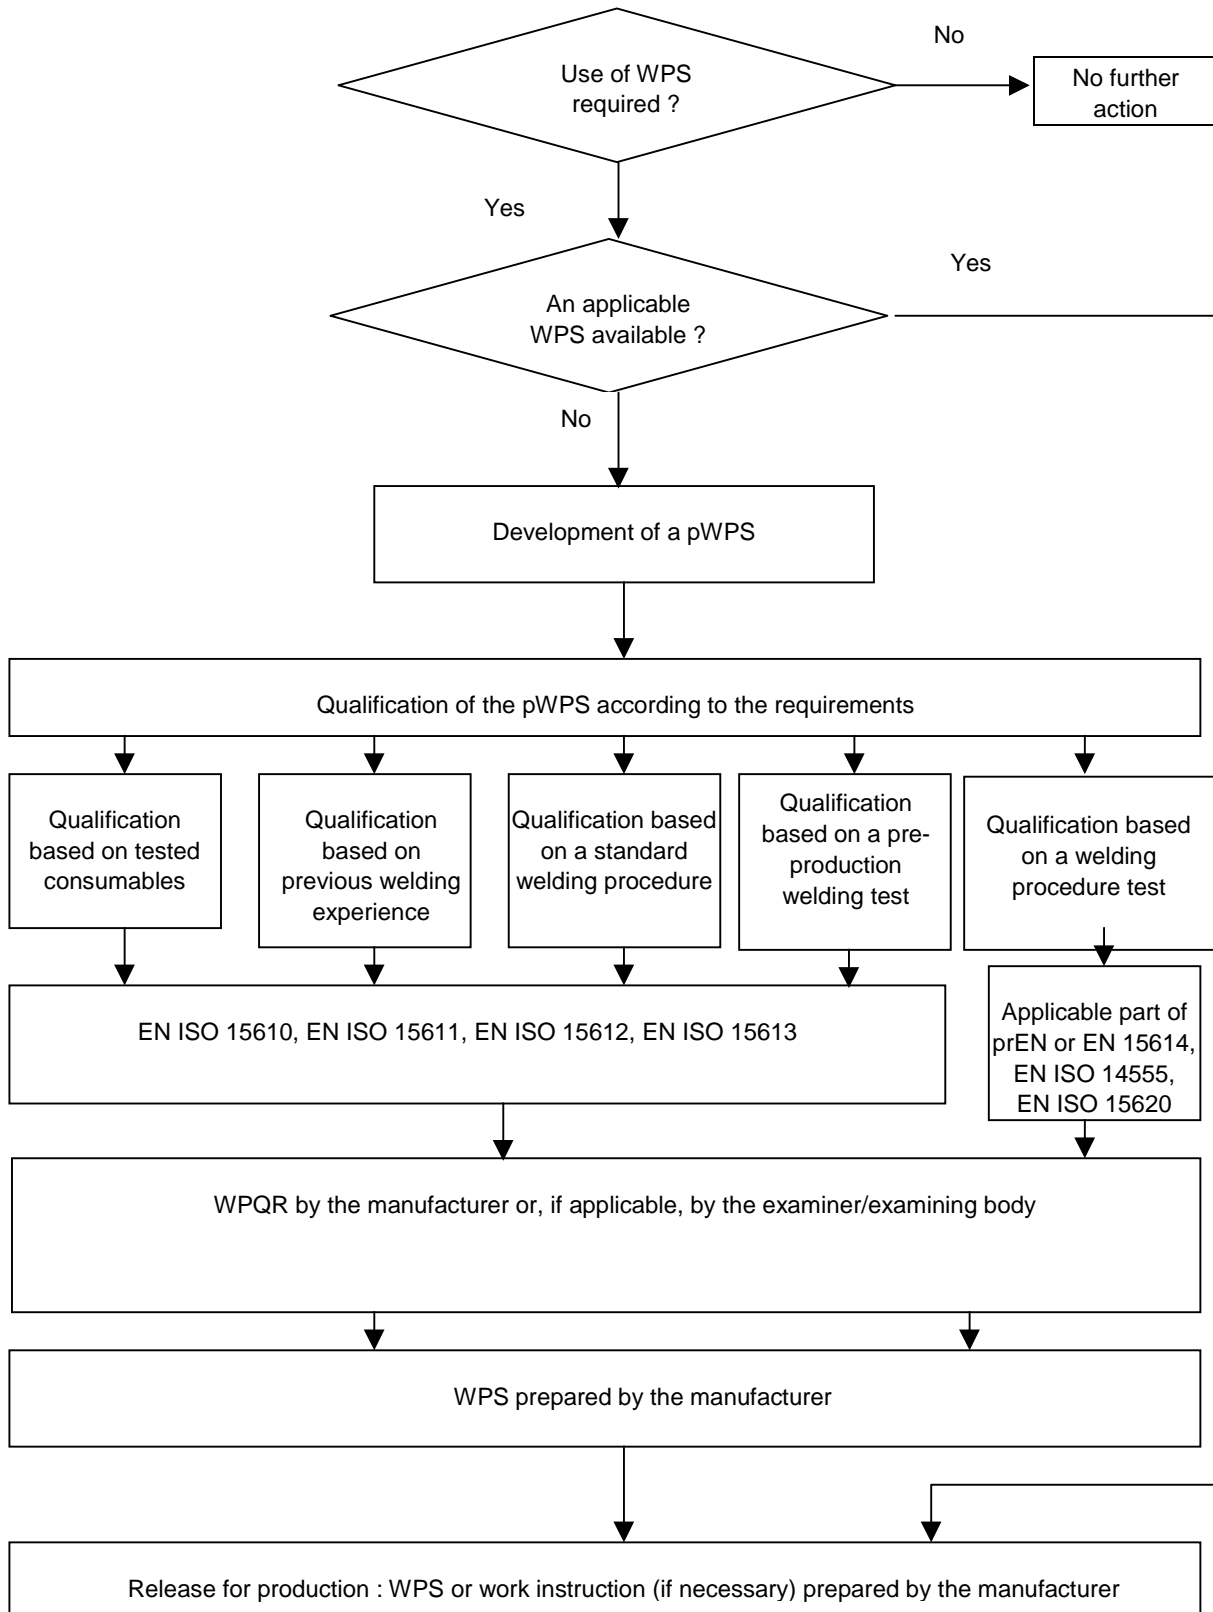 No
Use of WPS
required ?
No further
action
Yes
Yes
An applicable
WPS available ?
No
Development of a pWPS
Qualification of the pWPS according to the requirements
Qualification
based on tested
consumables
Qualification
based on
previous welding
experience
Qualification based
on a standard
welding procedure
Qualification
based on a pre-
production
welding test
Qualification based
on a welding
procedure test
EN ISO 15610, EN ISO 15611, EN ISO 15612, EN ISO 15613
Applicable part of
prEN or EN 15614,
EN ISO 14555,
EN ISO 15620
WPQR by the manufacturer or, if applicable, by the examiner/examining body
WPS prepared by the manufacturer
Release for production : WPS or work instruction (if necessary) prepared by the manufacturer